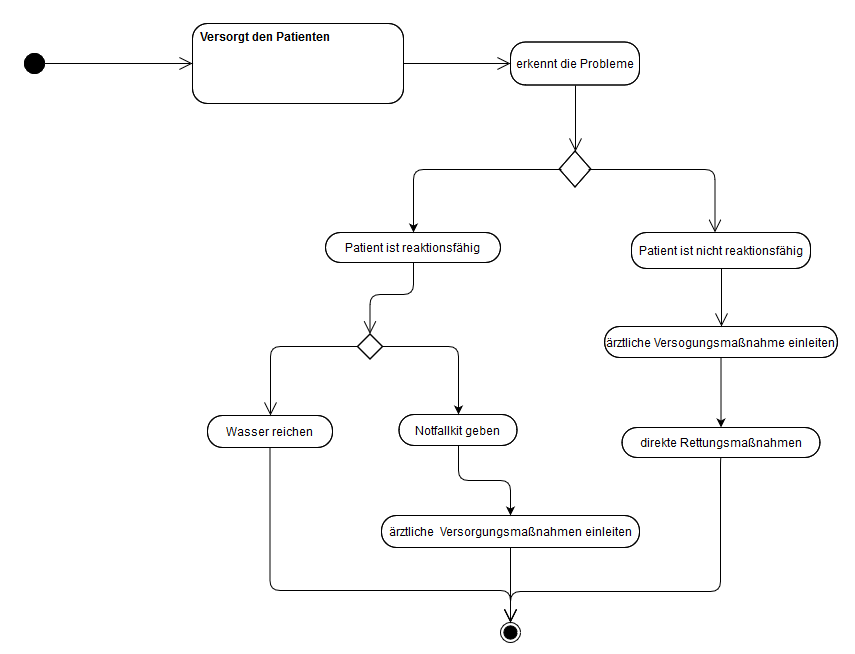 Versorgt den Patienten
erkennt die Probleme
Patient ist reaktionsfähig
Patient ist nicht reaktionsfähig
ärztliche Versogungsmaßnahme einleiten
Wasser reichen
Notfallkit geben
direkte Rettungsmaßnahmen
ärztliche Versorgungsmaßnahmen einleiten